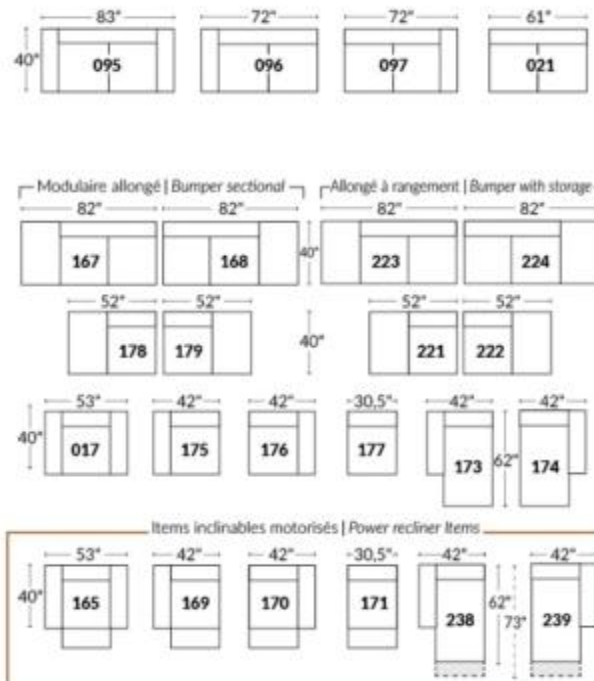 83" 72" 72" 61"
40" 095 096 097 021
Modulaire allongé | Bumper sectional Allongé à rangement | Bumper with storage
82" 82" 82" 82"
167 168 40" 223 224
52" 52" 52" 52"
178 179 40" 221 222
53" 42" 42" 30,5" 42" 42"
40" 017 175 176 177 173 62" 174
Items inclinables motorisés | Power recliner Items
53" 42" 42" 30,5" 42" 42"
40" 165 169 170 171 238 62" 73" 239